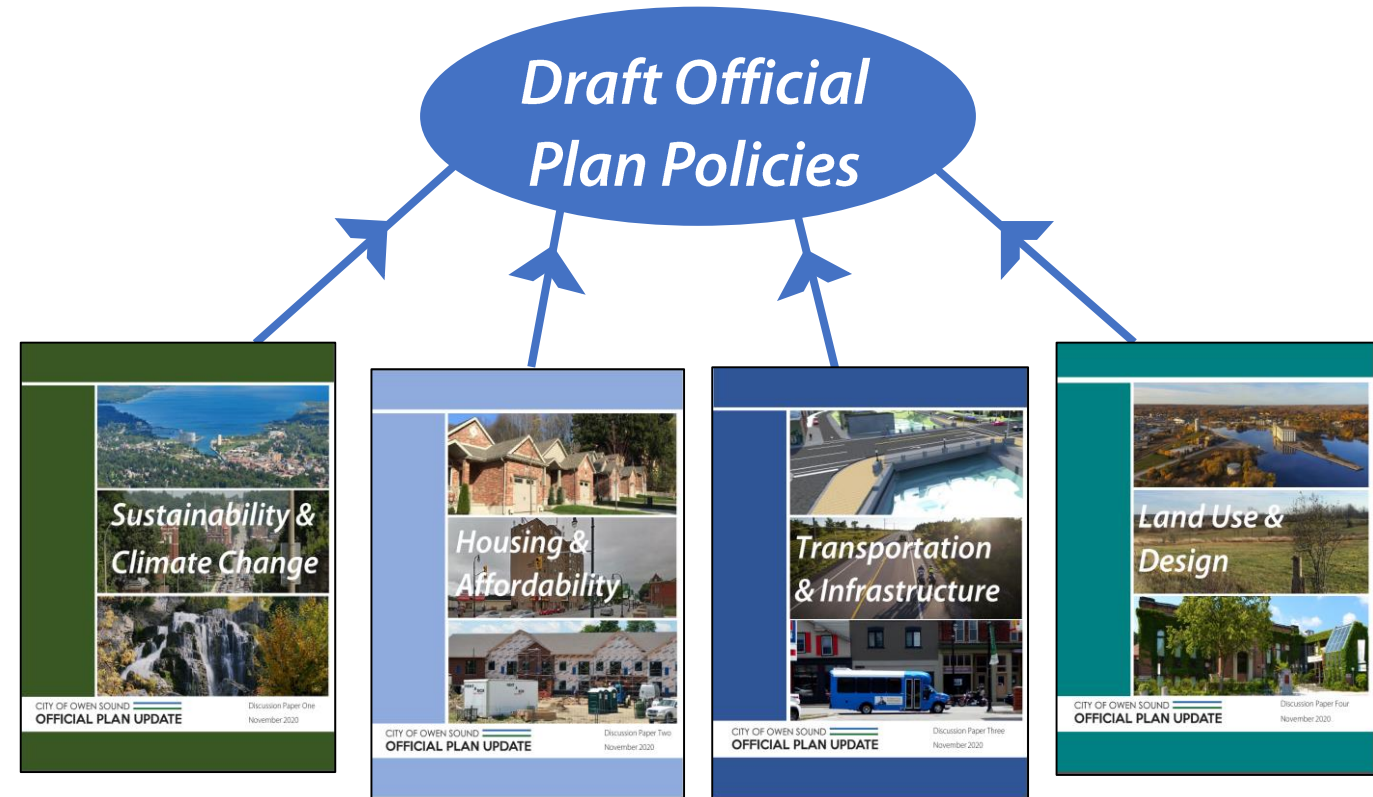 Draft Official
Plan Policies
Sustainability &
Climate Change
CITY OF OWEN SOUND
OFFICIAL PLAN UPDATE
Discussion Paper One
November 2020
Housing &
Affordability
CITY OF OWEN SOUND
OFFICIAL PLAN UPDATE
Discussion Paper Two
November 2020
Transportation
& Infrastructure
CITY OF OWEN SOUND
OFFICIAL PLAN UPDATE
Discussion Paper Three
November 2020
Land Use &
Design
CITY OF OWEN SOUND
OFFICIAL PLAN UPDATE
Discussion Paper Four
November 2020